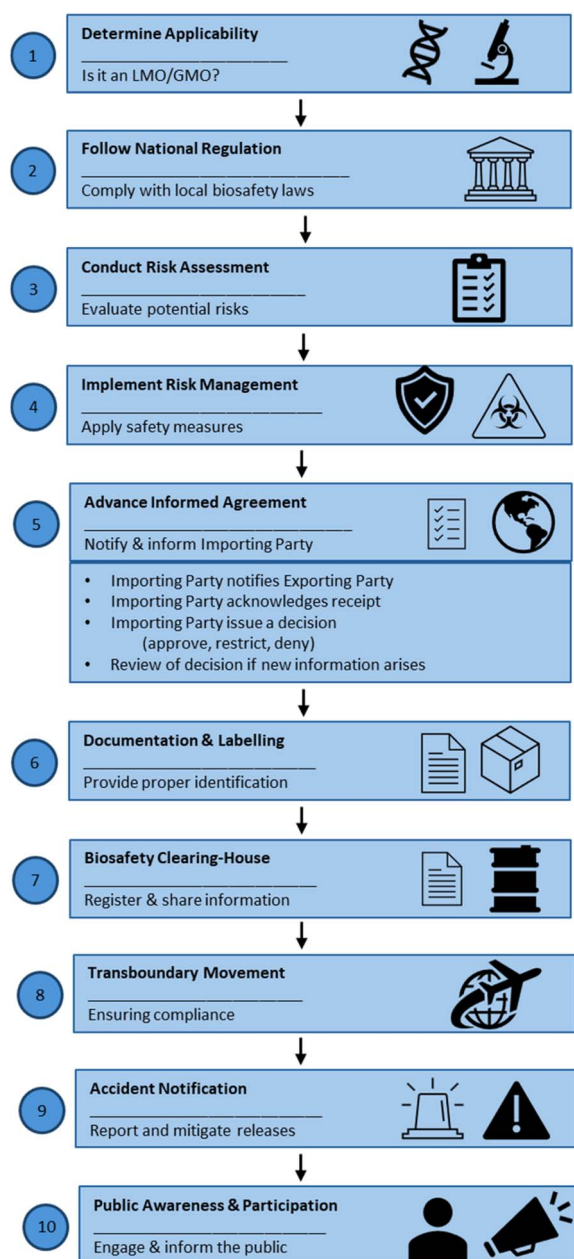 1
Determine Applicability
Is it an LMO/GMO?
2
Follow National Regulation
Comply with local biosafety laws
3
Conduct Risk Assessment
Evaluate potential risks
4
Implement Risk Management
Apply safety measures
5
Advance Informed Agreement
Notify & inform Importing Party
• Importing Party notifies Exporting Party
• Importing Party acknowledges receipt
• Importing Party issue a decision
(approve, restrict, deny)
• Review of decision if new information arises
6
Documentation & Labelling
Provide proper identification
7
Biosafety Clearing-House
Register & share information
8
Transboundary Movement
Ensuring compliance
9
Accident Notification
Report and mitigate releases
10
Public Awareness & Participation
Engage & inform the public